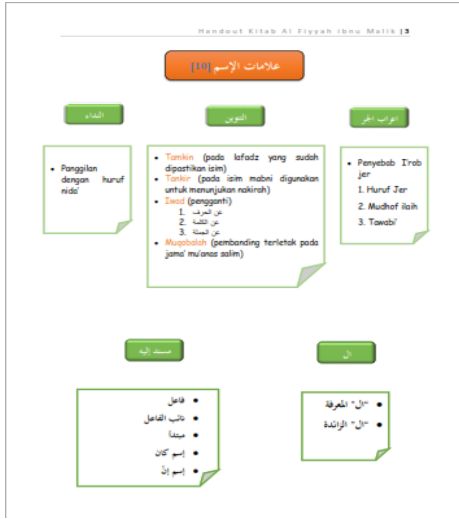 Handout Kitab Al Fiyyah ibnu Malik |3
علامات الإسم [10]
اعراب الجر
التنوين
النداء
• Penyebab I'rob
jer
1. Huruf Jer
2. Mudhof ilaih
3. Tawabi'
• Tamkin (pada lafadz yang sudah
dipastikan isim)
• Tankir (pada isim mabni digunakan
untuk menunjukan nakirah)
• Iwad (pengganti)
1. عن الحرف
2. عن الكلمة
3. عن الجملة
• Muqobalah (pembanding terletak pada
jama' mu'anas salim)
• Panggilan
dengan huruf
nida'
ال
مسند إليه
• "ال" المعرفة
• "ال" الزائدة
• فاعل
• نائب الفاعل
• مبتدأ
• إسم كان
• إسم إنّ